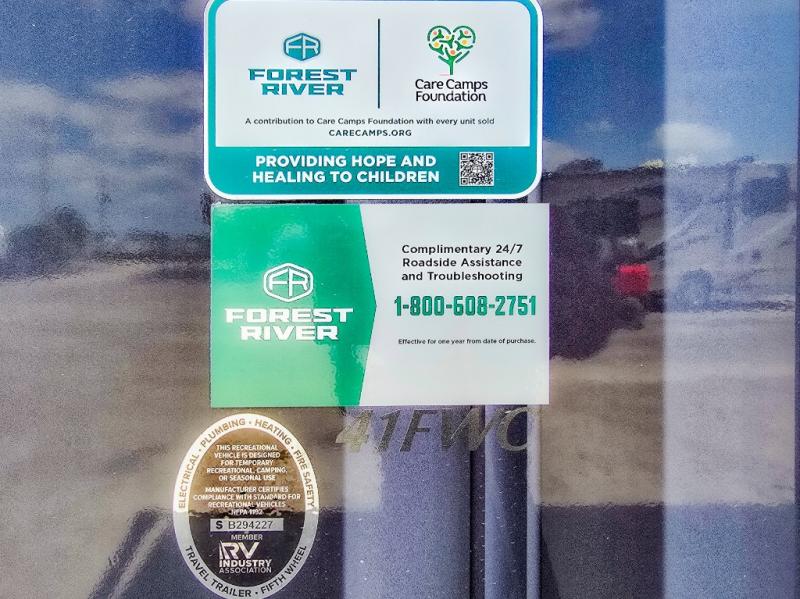 FR
FOREST
RIVER
Care Camps
Foundation
A contribution to Care Camps Foundation with every unit sold
CARECAMPS.ORG
PROVIDING HOPE AND
HEALING TO CHILDREN
FR
FOREST
RIVER
Complimentary 24/7
Roadside Assistance
and Troubleshooting
1-800-608-2751
Effective for one year from date of purchase.
41FWC
ELECTRICAL • PLUMBING • HEATING • FIRE SAFETY
THIS RECREATIONAL
VEHICLE IS DESIGNED
FOR TEMPORARY
RECREATIONAL, CAMPING,
OR SEASONAL USE
MANUFACTURER CERTIFIES
COMPLIANCE WITH STANDARD FOR
RECREATIONAL VEHICLES
NFPA 1192
S B294227
MEMBER
RV
INDUSTRY
ASSOCIATION
TRAVEL TRAILER • FIFTH WHEEL